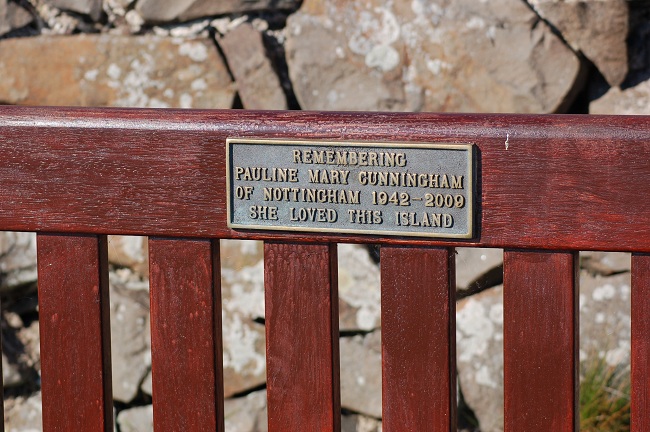 REMEMBERING
PAULINE MARY CUNNINGHAM
OF NOTTINGHAM 1942-2009
SHE LOVED THIS ISLAND